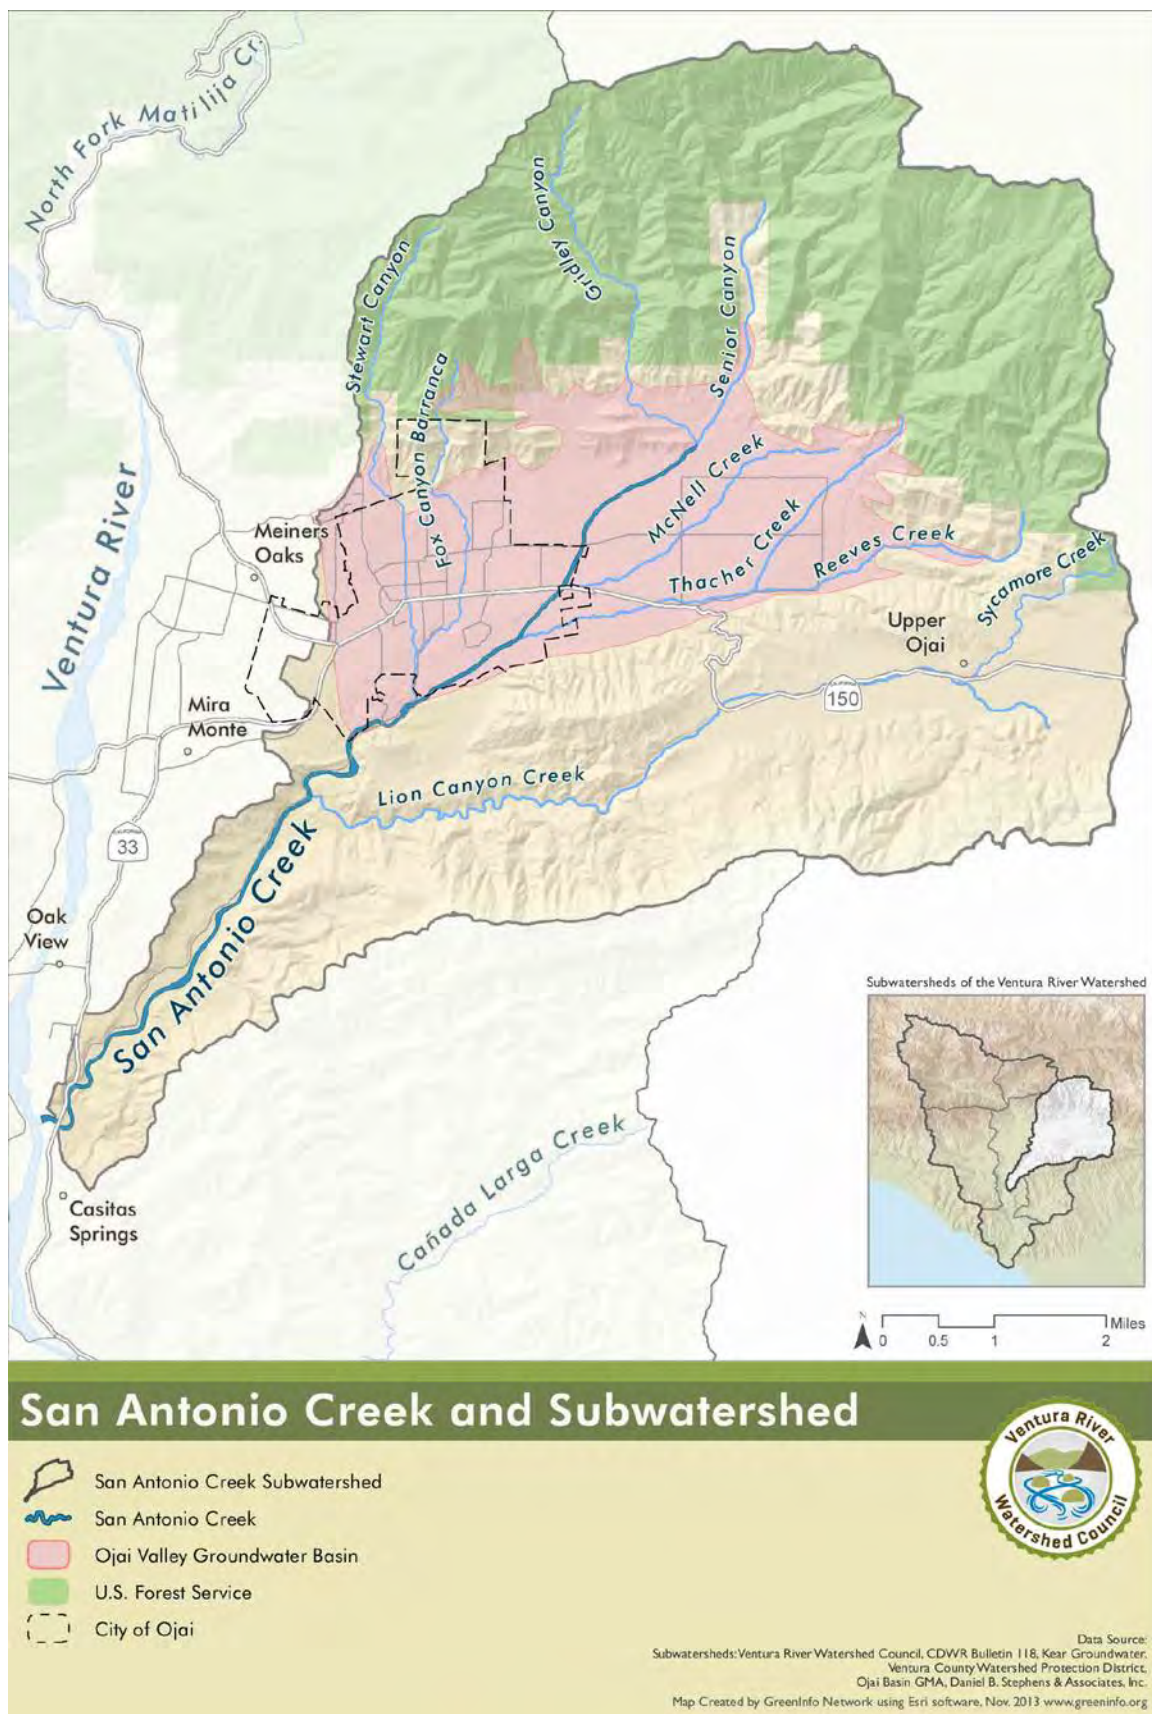 North Fork Matilija Cr.
Stewart Canyon
Gridley Canyon
Senior Canyon
Fox Canyon Barranca
McNell Creek
Thacher Creek
Reeves Creek
Sycamore Creek
Ventura River
Meiners
Oaks
Upper
Ojai
Mira
Monte
150
Lion Canyon Creek
33
San Antonio Creek
Oak
View
Cañada Larga Creek
Casitas
Springs
Subwatersheds of the Ventura River Watershed
N
0 0.5 1 2 Miles
San Antonio Creek and Subwatershed
San Antonio Creek Subwatershed
San Antonio Creek
Ojai Valley Groundwater Basin
U.S. Forest Service
City of Ojai
Ventura River
Watershed Council
Data Source:
Subwatersheds: Ventura River Watershed Council, CDWR Bulletin 118, Kear Groundwater,
Ventura County Watershed Protection District,
Ojai Basin GMA, Daniel B. Stephens & Associates, Inc.
Map Created by GreenInfo Network using Esri software, Nov. 2013 www.greeninfo.org